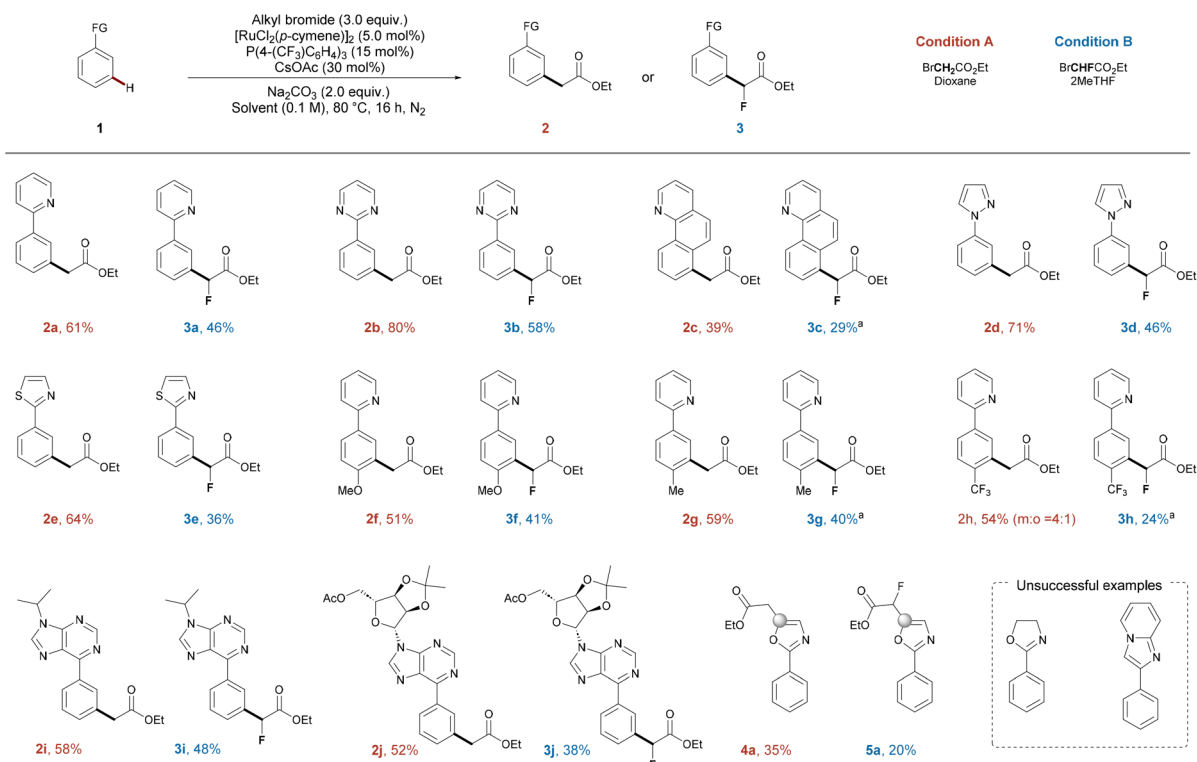 Alkyl bromide (3.0 equiv.)
[RuCl2(p-cymene)]2 (5.0 mol%)
P(4-(CF3)C6H4)3 (15 mol%)
CsOAc (30 mol%)
Na2CO3 (2.0 equiv.)
Solvent (0.1 M), 80 °C, 16 h, N2
FG
H
1
FG
O
OEt
2
or
FG
O
OEt
F
3
Condition A
BrCH2CO2Et
Dioxane
Condition B
BrCHFCO2Et
2MeTHF
N
O
OEt
2a, 61%
N
O
OEt
F
3a, 46%
N N
O
OEt
2b, 80%
N N
O
OEt
F
3b, 58%
N
O
OEt
2c, 39%
N
O
OEt
F
3c, 29%a
N
N
O
OEt
2d, 71%
N
N
O
OEt
F
3d, 46%
S N
O
OEt
2e, 64%
S N
O
OEt
F
3e, 36%
N
O
OEt
MeO
2f, 51%
N
O
OEt
MeO F
3f, 41%
N
O
OEt
Me
2g, 59%
N
O
OEt
Me F
3g, 40%a
N
O
OEt
CF3
2h, 54% (m:o =4:1)
N
O
OEt
CF3 F
3h, 24%a
N N
N N
O
OEt
2i, 58%
N N
N N
O
OEt
F
3i, 48%
O
AcO O
O
N N
N N
O
OEt
2j, 52%
O
AcO O
O
N N
N N
O
OEt
F
3j, 38%
O
EtO
O N
4a, 35%
F
O
EtO
O N
5a, 20%
Unsuccessful examples
O N
N
N